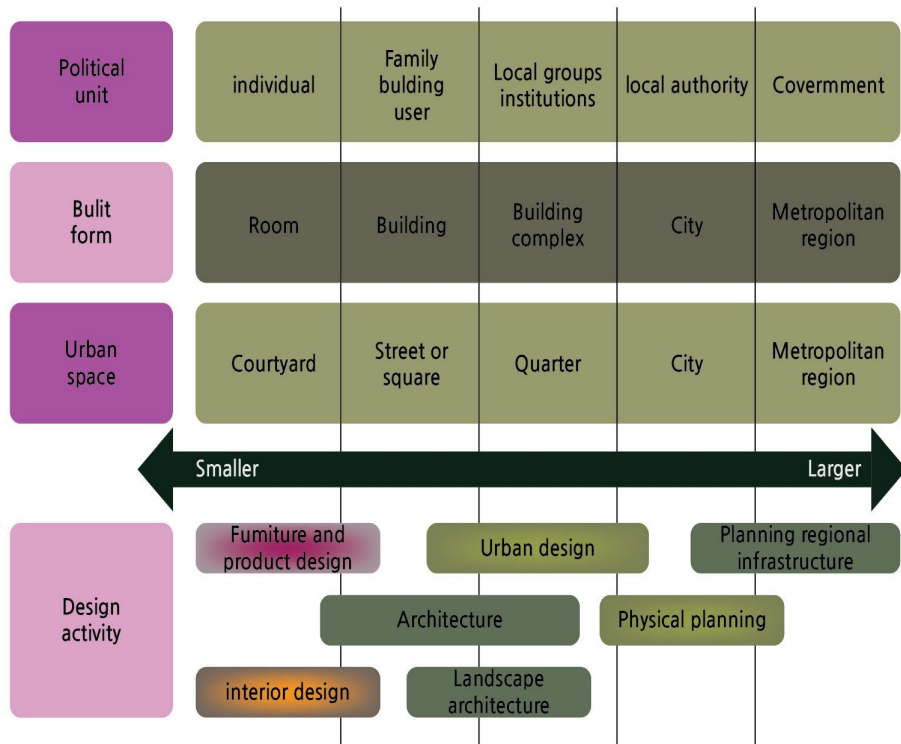 Political
unit
individual
Family
bulding
user
Local groups
institutions
local authority
Covermment
Bulit
form
Room
Building
Building
complex
City
Metropolitan
region
Urban
space
Courtyard
Street or
square
Quarter
City
Metropolitan
region
Smaller
Larger
Design
activity
Fumiture and
product design
Urban design
Planning regional
infrastructure
Architecture
Physical planning
interior design
Landscape
architecture